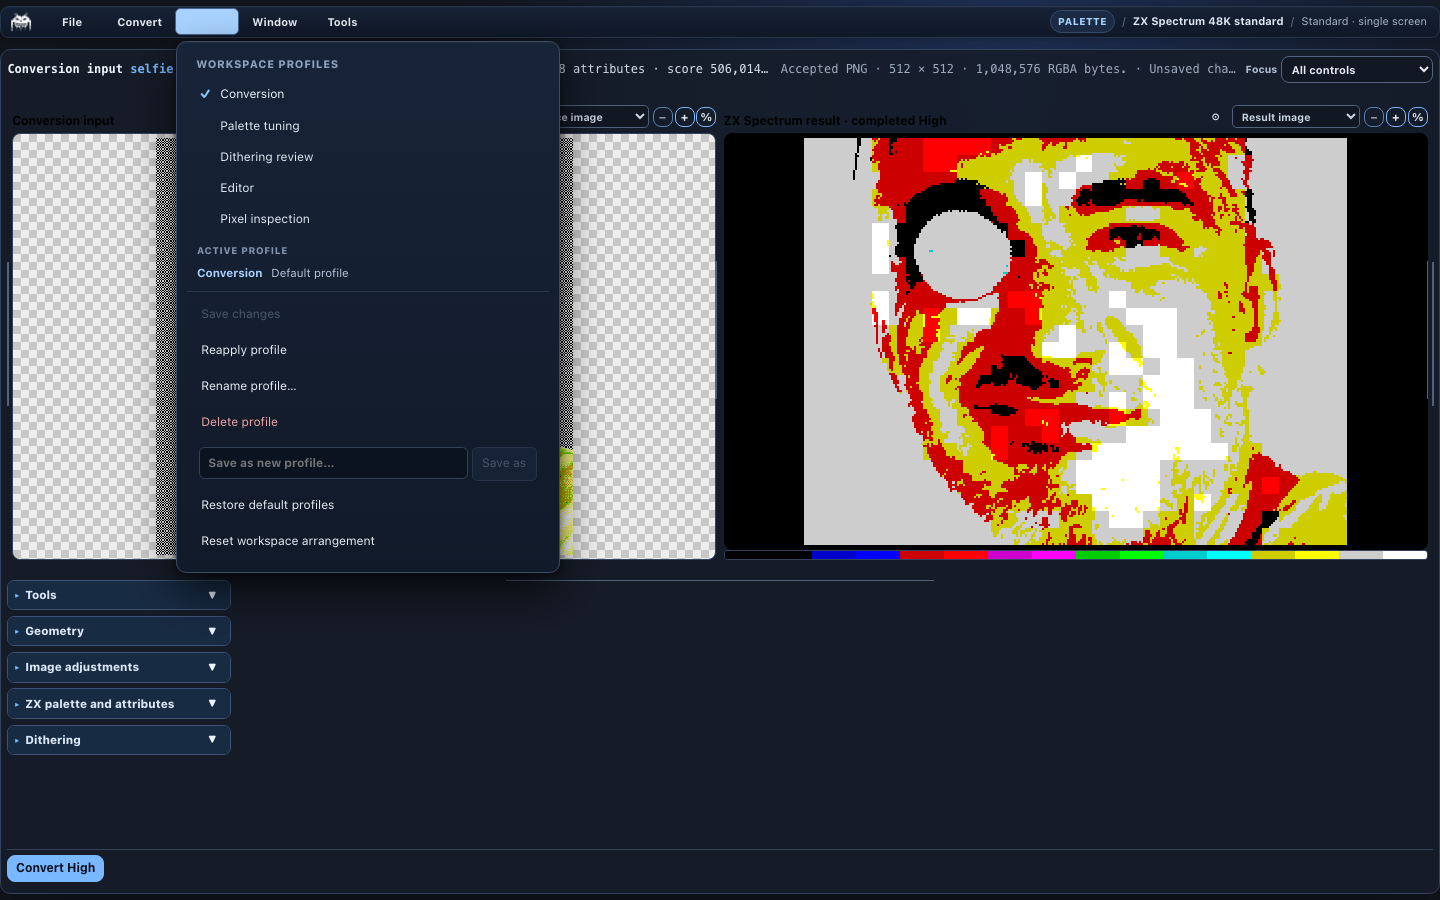 File
Convert
Window
Tools
PALETTE / ZX Spectrum 48K standard / Standard · single screen
Conversion input selfie
8 attributes · score 506,014… Accepted PNG · 512 × 512 · 1,048,576 RGBA bytes. · Unsaved cha… Focus All controls
WORKSPACE PROFILES
Conversion
Palette tuning
Dithering review
Editor
Pixel inspection
ACTIVE PROFILE
Conversion Default profile
Save changes
Reapply profile
Rename profile…
Delete profile
Save as new profile… Save as
Restore default profiles
Reset workspace arrangement
Conversion input
e image − + %
ZX Spectrum result · completed High
Result image − + %
Tools
Geometry
Image adjustments
ZX palette and attributes
Dithering
Convert High